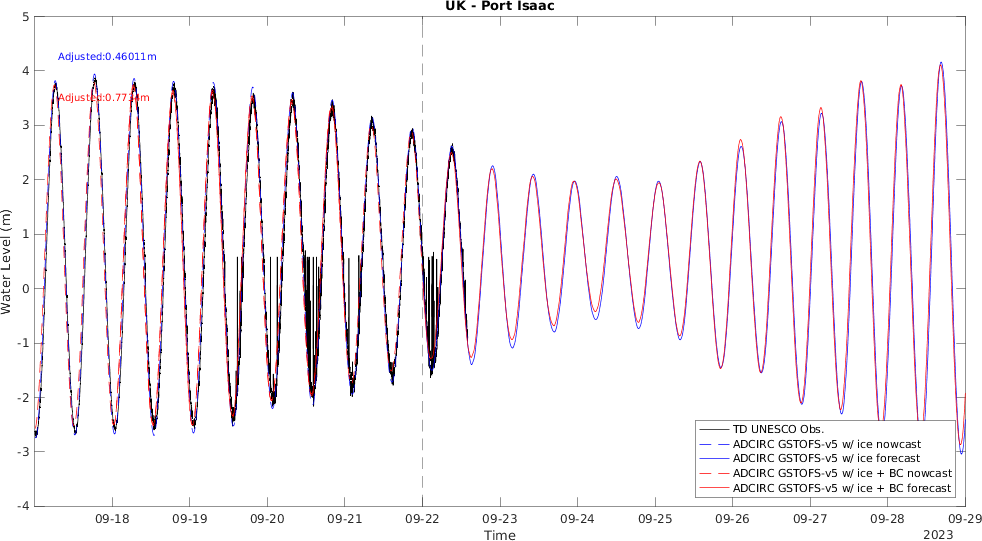 UK - Port Isaac
Adjusted:0.46011m
5
4
3
2
1
0
-1
-2
-3
-4
Water Level (m)
TD UNESCO Obs.
ADCIRC GSTOFS-v5 w/ ice nowcast
ADCIRC GSTOFS-v5 w/ ice forecast
ADCIRC GSTOFS-v5 w/ ice + BC nowcast
ADCIRC GSTOFS-v5 w/ ice + BC forecast
09-18 09-19 09-20 09-21 09-22 09-23 09-24 09-25 09-26 09-27 09-28 09-29
Time
2023